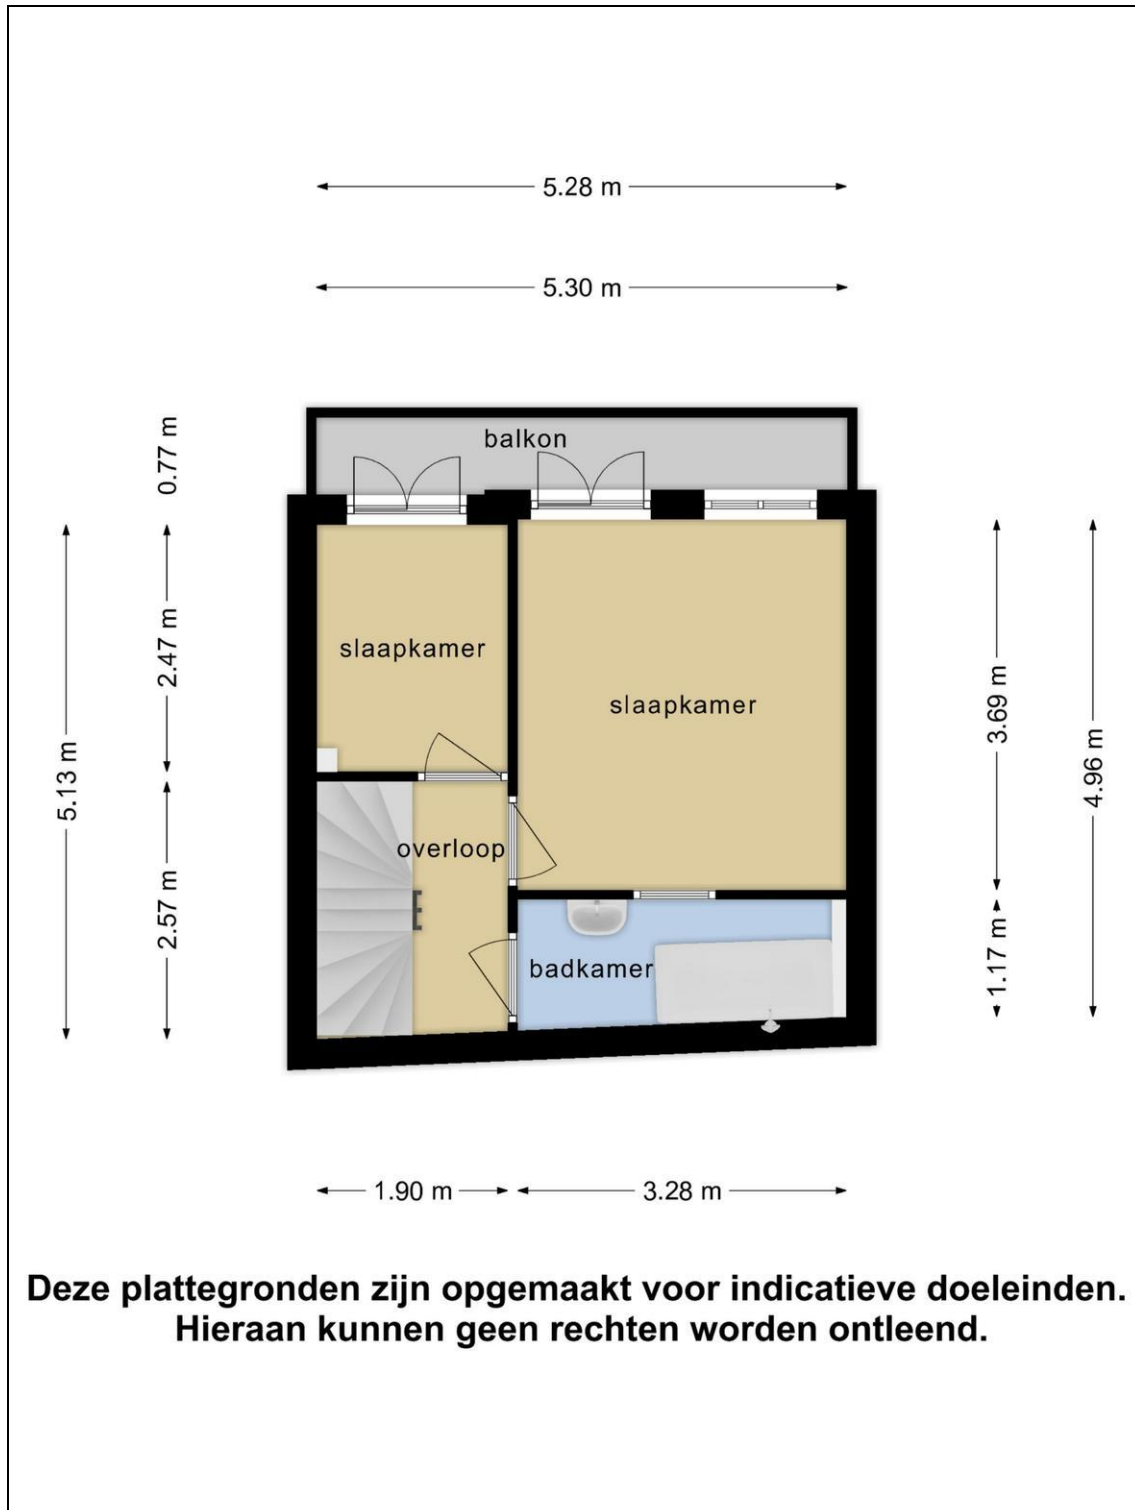 5.28 m
5.30 m
balkon
0.77 m
2.47 m
slaapkamer
slaapkamer
3.69 m
5.13 m
4.96 m
overloop
2.57 m
badkamer
1.17 m
1.90 m
3.28 m
Deze plattegronden zijn opgemaakt voor indicatieve doeleinden.
Hieraan kunnen geen rechten worden ontleend.